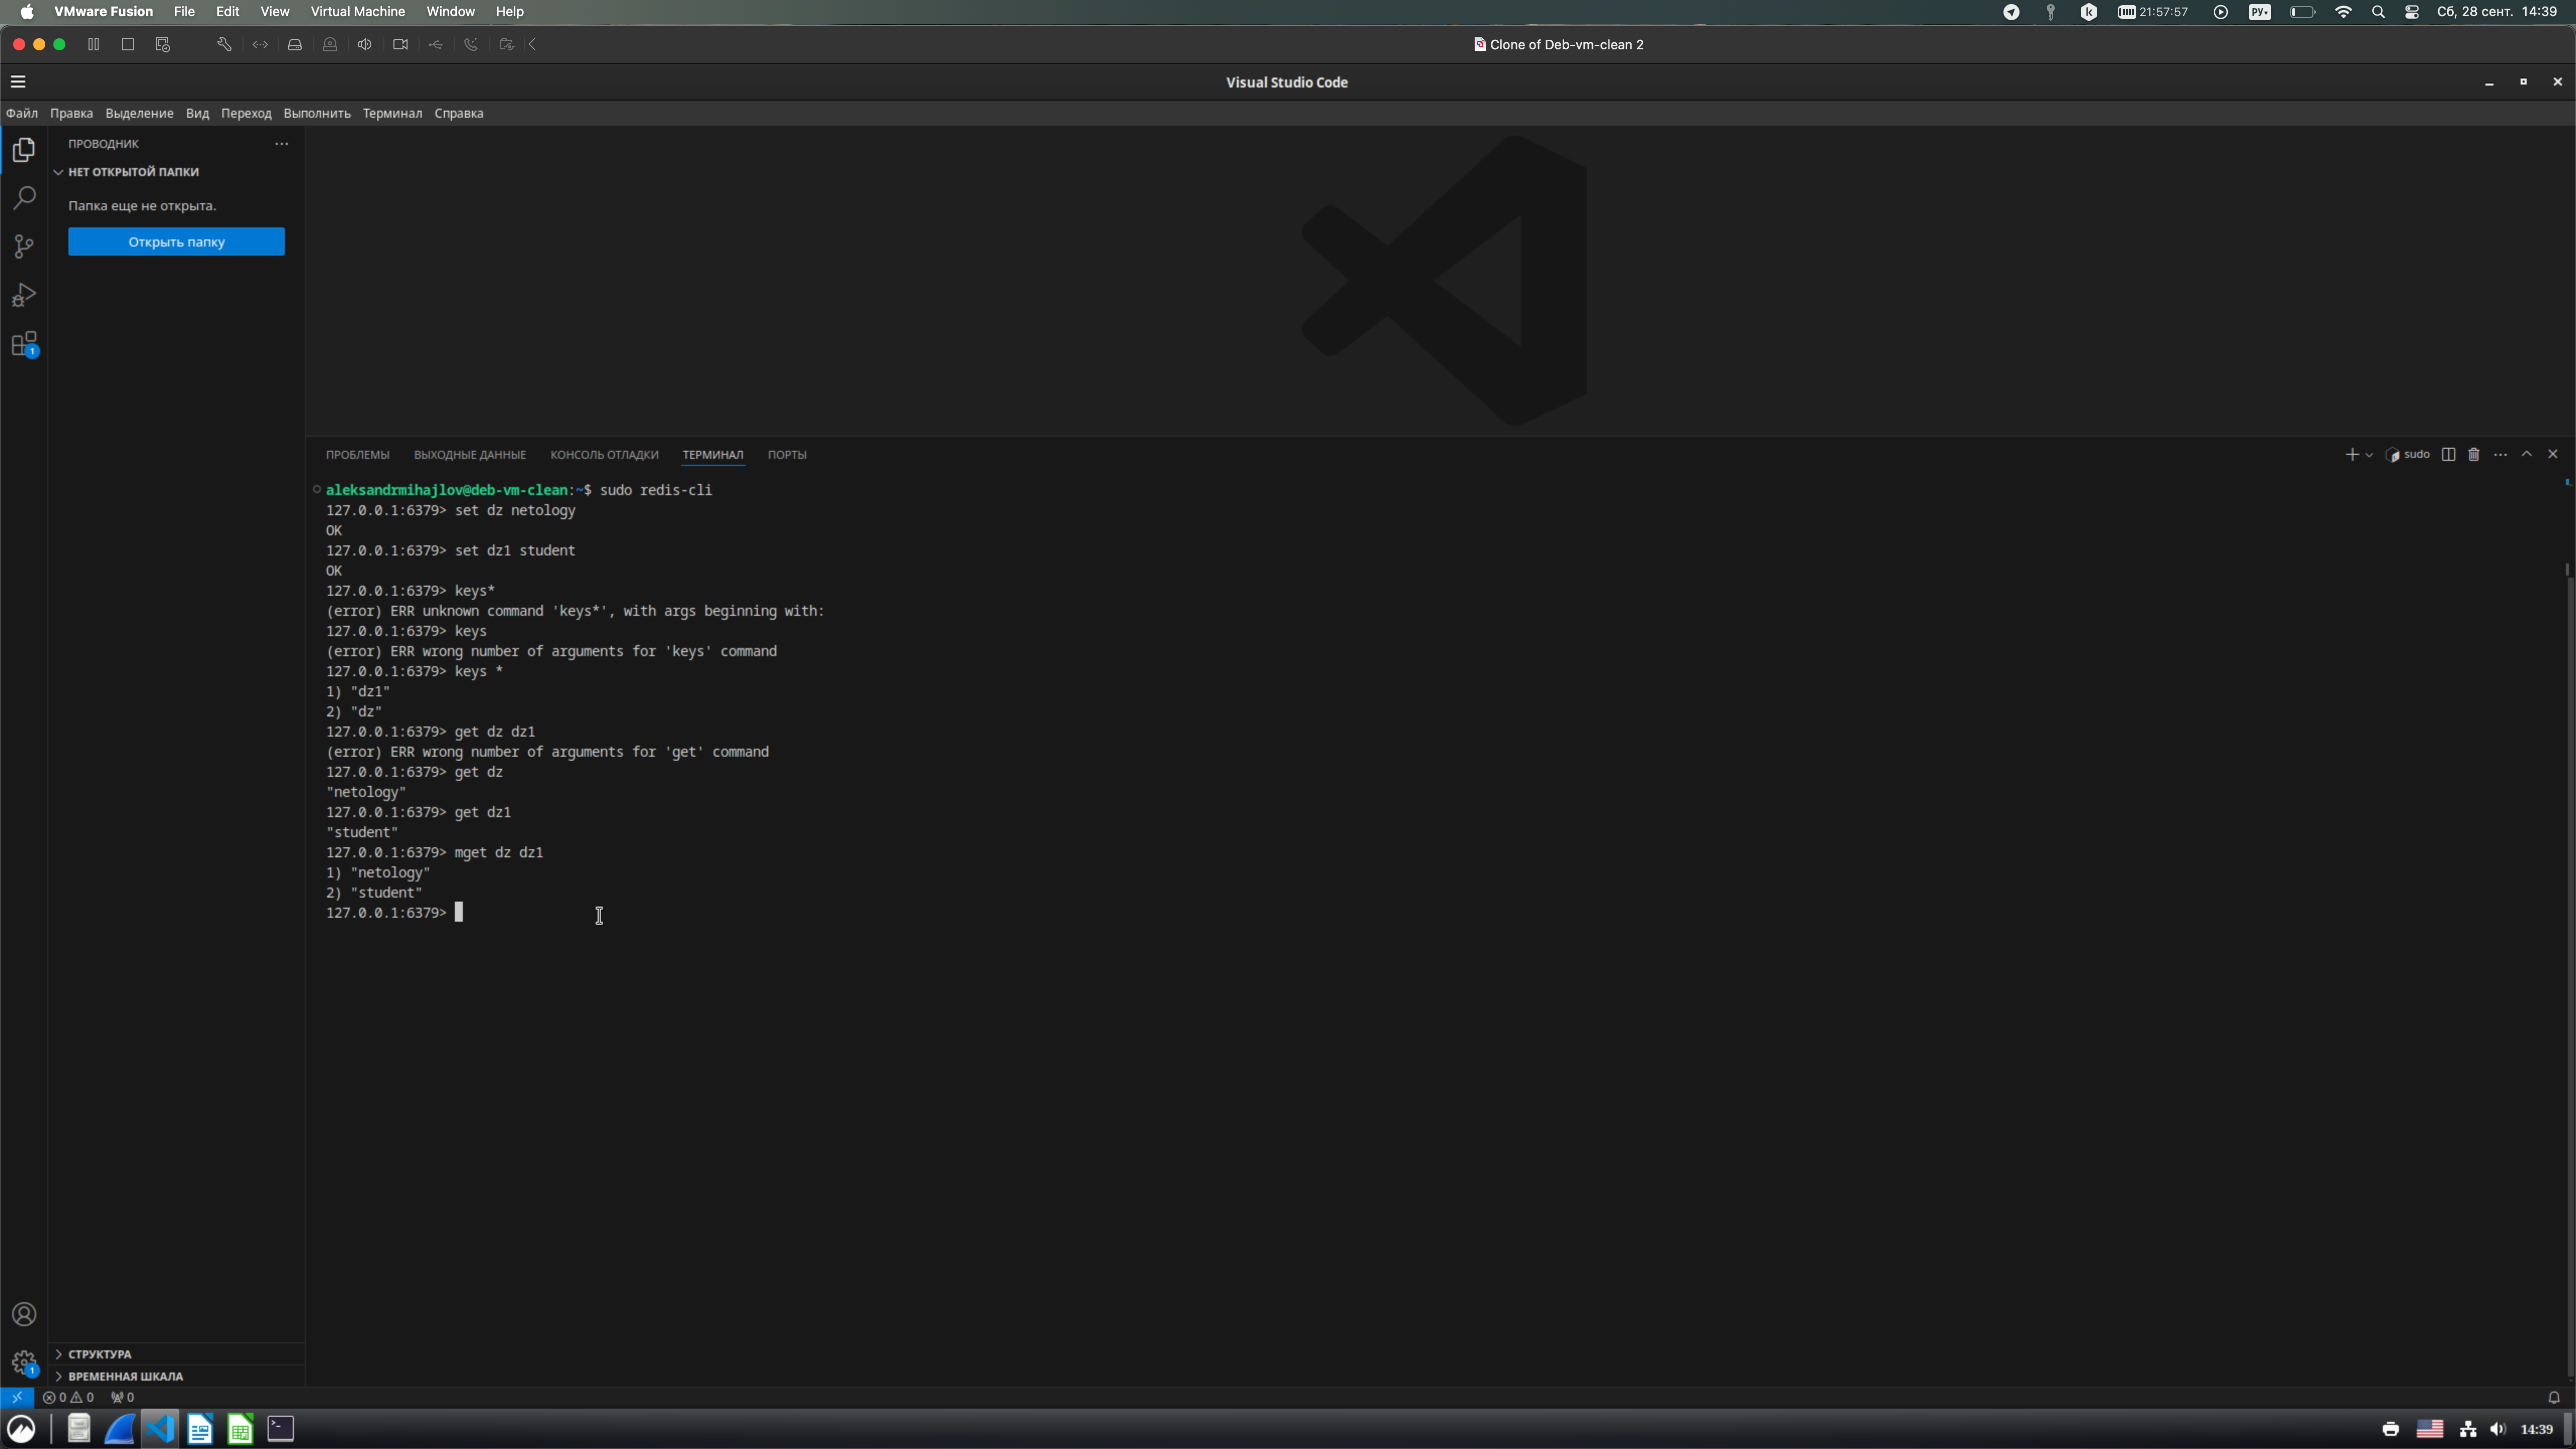 VMware Fusion File Edit View Virtual Machine Window Help 21:57:57 РУ Сб, 28 сент. 14:39
Clone of Deb-vm-clean 2
Visual Studio Code
Файл Правка Выделение Вид Переход Выполнить Терминал Справка
ПРОВОДНИК
НЕТ ОТКРЫТОЙ ПАПКИ
Папка еще не открыта.
Открыть папку
1
ПРОБЛЕМЫ ВЫХОДНЫЕ ДАННЫЕ КОНСОЛЬ ОТЛАДКИ ТЕРМИНАЛ ПОРТЫ sudo
aleksandrmihajlov@deb-vm-clean:~$ sudo redis-cli
127.0.0.1:6379> set dz netology
OK
127.0.0.1:6379> set dz1 student
OK
127.0.0.1:6379> keys*
(error) ERR unknown command 'keys*', with args beginning with:
127.0.0.1:6379> keys
(error) ERR wrong number of arguments for 'keys' command
127.0.0.1:6379> keys *
1) "dz1"
2) "dz"
127.0.0.1:6379> get dz dz1
(error) ERR wrong number of arguments for 'get' command
127.0.0.1:6379> get dz
"netology"
127.0.0.1:6379> get dz1
"student"
127.0.0.1:6379> mget dz dz1
1) "netology"
2) "student"
127.0.0.1:6379>
СТРУКТУРА
1
ВРЕМЕННАЯ ШКАЛА
0 0 0
14:39